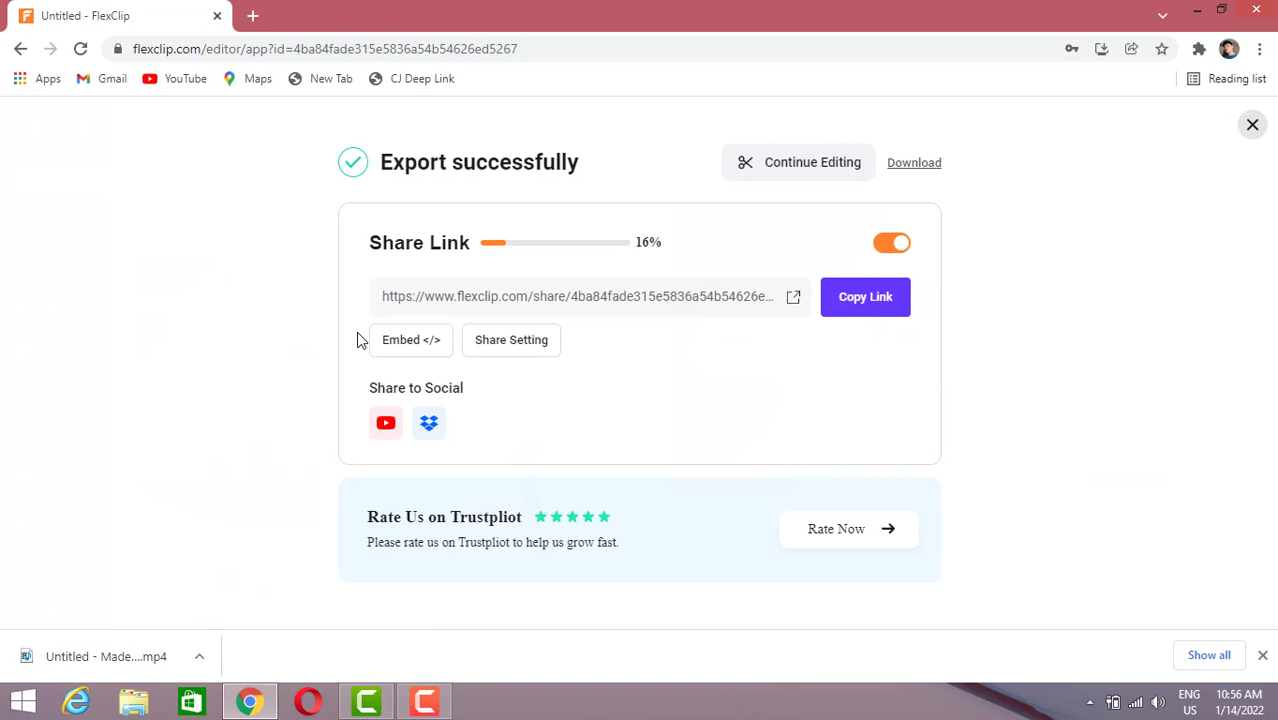 Untitled - FlexClip
flexclip.com/editor/app?id=4ba84fade315e5836a54b54626ed5267
Apps Gmail YouTube Maps New Tab CJ Deep Link Reading list
Export successfully Continue Editing Download
Share Link 16%
https://www.flexclip.com/share/4ba84fade315e5836a54b54626e... Copy Link
Embed </> Share Setting
Share to Social
Rate Us on Trustpliot
Please rate us on Trustpliot to help us grow fast.
Rate Now
Untitled - Made....mp4 Show all
ENG 10:56 AM
US 1/14/2022